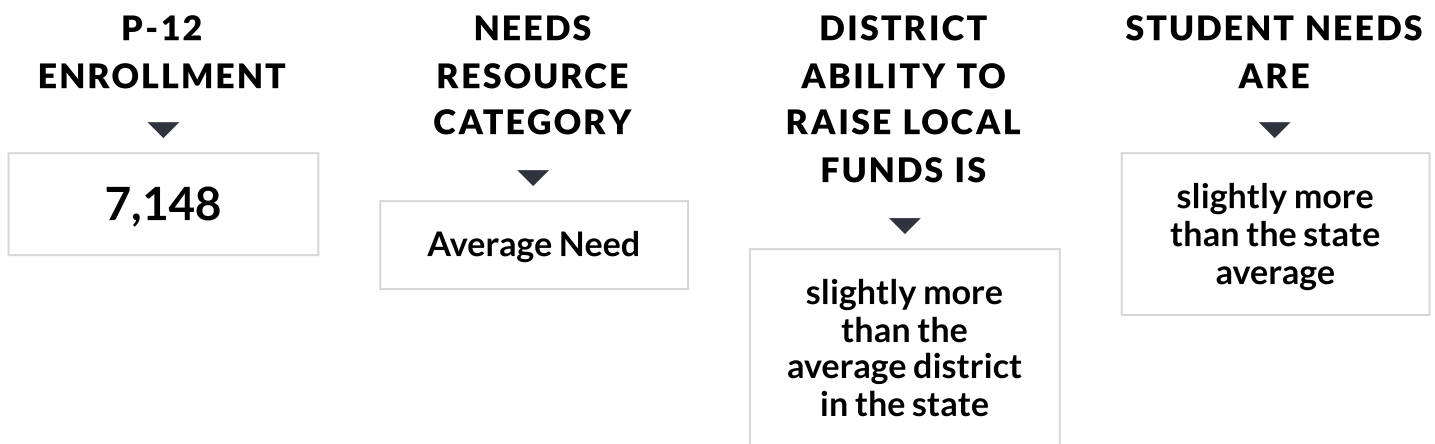 P-12
ENROLLMENT
7,148
NEEDS
RESOURCE
CATEGORY
Average Need
DISTRICT
ABILITY TO
RAISE LOCAL
FUNDS IS
slightly more
than the
average district
in the state
STUDENT NEEDS
ARE
slightly more
than the state
average